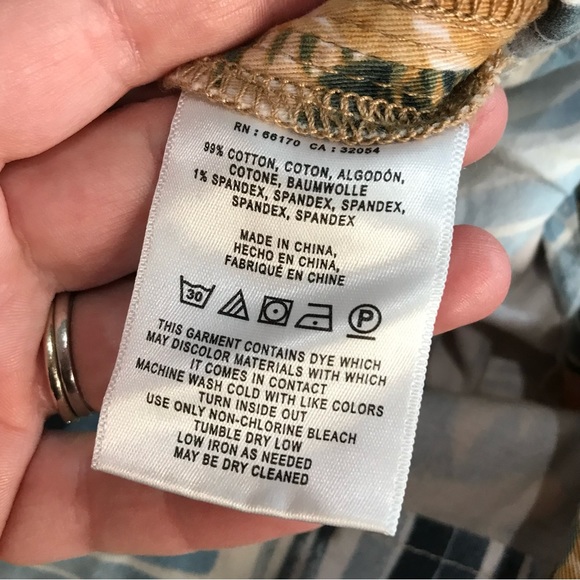 RN : 66170 CA : 32054
99% COTTON, COTON, ALGODÓN,
COTONE, BAUMWOLLE
1% SPANDEX, SPANDEX, SPANDEX,
SPANDEX, SPANDEX
MADE IN CHINA,
HECHO EN CHINA,
FABRIQUÉ EN CHINE
30 P
THIS GARMENT CONTAINS DYE WHICH
MAY DISCOLOR MATERIALS WITH WHICH
IT COMES IN CONTACT
MACHINE WASH COLD WITH LIKE COLORS
TURN INSIDE OUT
USE ONLY NON-CHLORINE BLEACH
TUMBLE DRY LOW
LOW IRON AS NEEDED
MAY BE DRY CLEANED